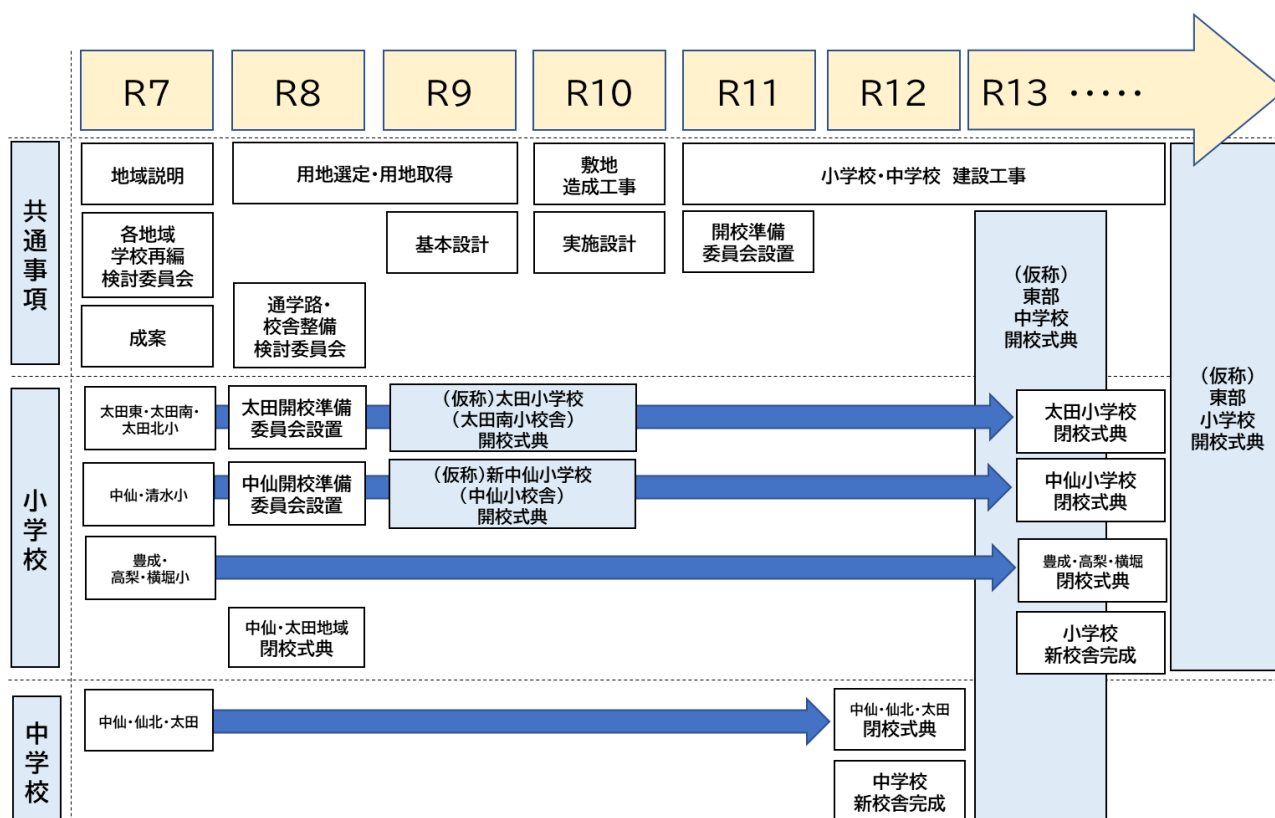 R7
R8
R9
R10
R11
R12
R13 ・・・・・
共通事項
地域説明
用地選定・用地取得
敷地
造成工事
小学校・中学校 建設工事
各地域
学校再編
検討委員会
基本設計
実施設計
開校準備
委員会設置
成案
通学路・
校舎整備
検討委員会
（仮称）
東部
中学校
開校式典
（仮称）
東部
小学校
開校式典
小学校
太田東・太田南・
太田北小
太田開校準備
委員会設置
（仮称）太田小学校
（太田南小校舎）
開校式典
太田小学校
閉校式典
中仙・清水小
中仙開校準備
委員会設置
（仮称）新中仙小学校
（中仙小校舎）
開校式典
中仙小学校
閉校式典
豊成・
高梨・横堀小
豊成・高梨・横堀
閉校式典
中仙・太田地域
閉校式典
小学校
新校舎完成
中学校
中仙・仙北・太田
中仙・仙北・太田
閉校式典
中学校
新校舎完成